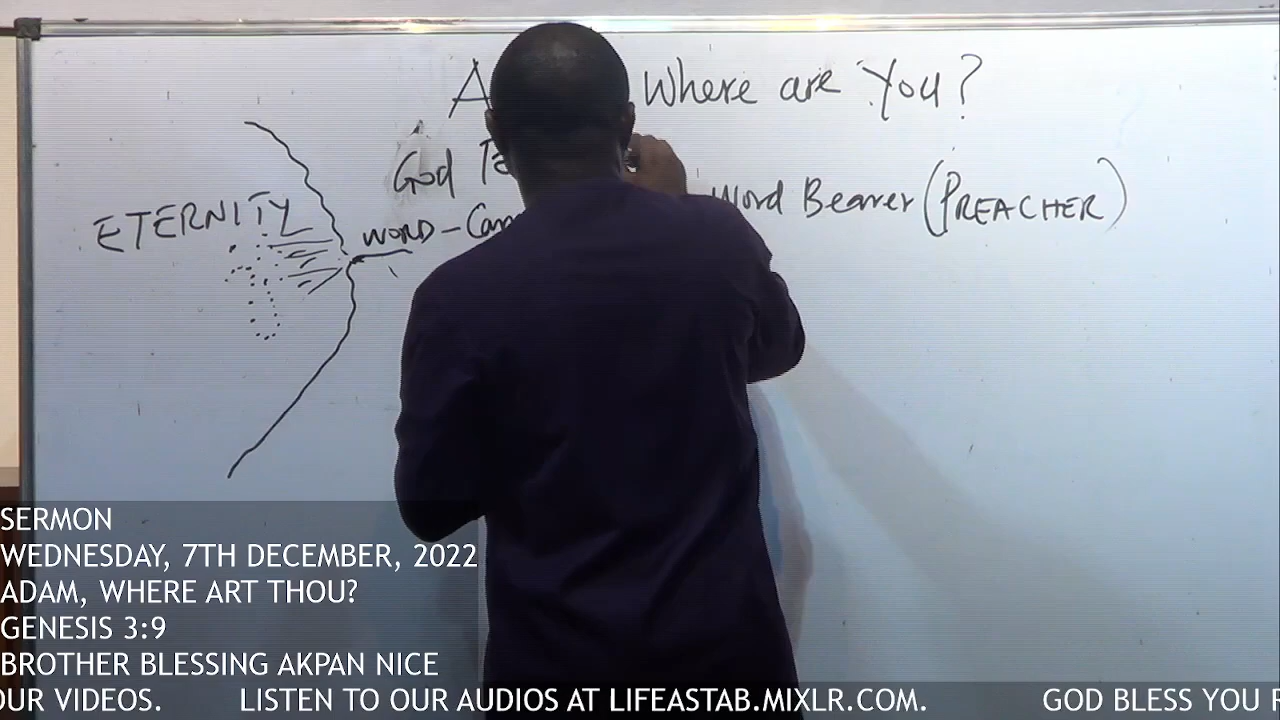 Where are You?
God
ETERNITY
WORD-
Word Bearer (PREACHER)
SERMON
WEDNESDAY, 7TH DECEMBER, 2022
ADAM, WHERE ART THOU?
GENESIS 3:9
BROTHER BLESSING AKPAN NICE
OUR VIDEOS. LISTEN TO OUR AUDIOS AT LIFEASTAB.MIXLR.COM. GOD BLESS YOU